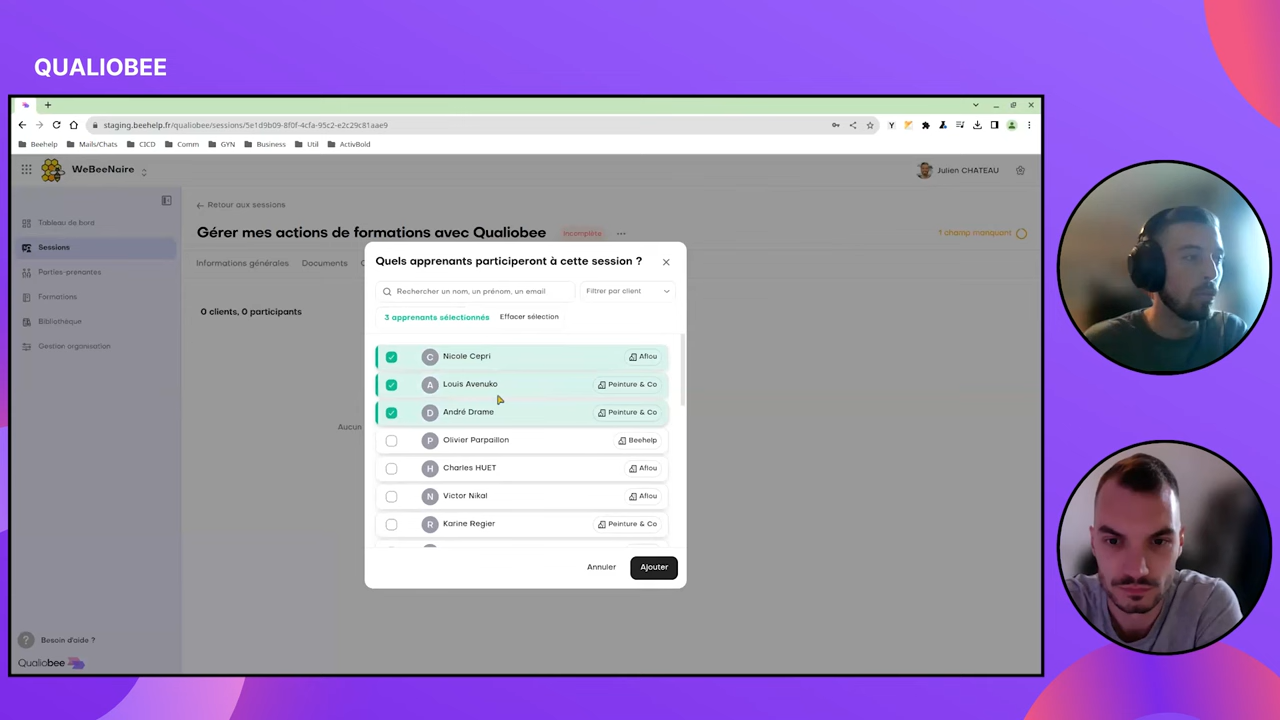 QUALIOBEE
staging.beehelp.fr/qualiobee/sessions/5e1d9b09-8f0f-4cfa-95c2-e2c29c81aae9
Beehelp Mails/Chats CICD Comm GYN Business Util ActivBold
WeBeeNaire
Julien CHATEAU
Tableau de bord
Sessions
Parties-prenantes
Formations
Bibliothèque
Gestion organisation
Besoin d'aide ?
Qualiobee
Retour aux sessions
Gérer mes actions de formations avec Qualiobee
Incomplète
1 champ manquant
Informations générales Documents
0 clients, 0 participants
Aucun
Quels apprenants participeront à cette session ?
Rechercher un nom, un prénom, un email
Filtrer par client
3 apprenants sélectionnés Effacer sélection
C Nicole Cepri Aflou
A Louis Avenuko Peinture & Co
D André Drame Peinture & Co
P Olivier Parpaillon Beehelp
H Charles HUET Aflou
N Victor Nikal Aflou
R Karine Regier Peinture & Co
Annuler Ajouter